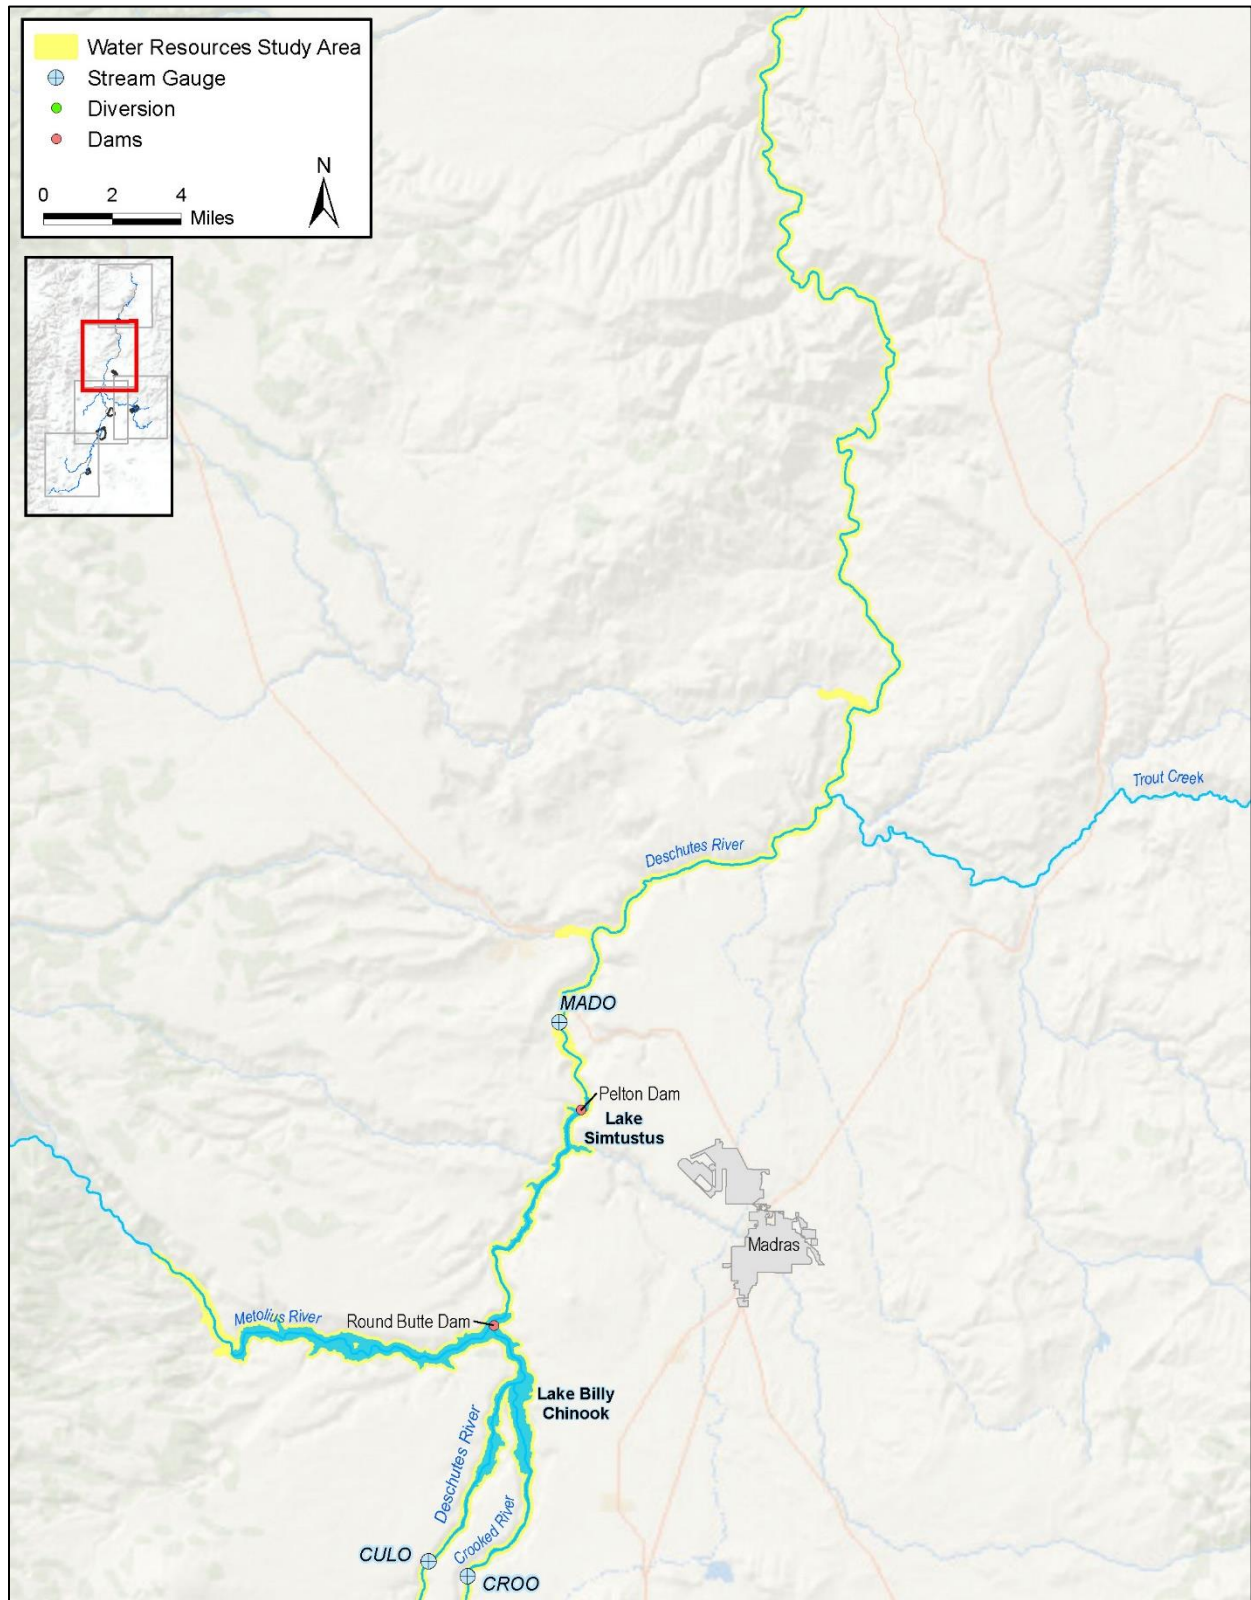 Water Resources Study Area
Stream Gauge
Diversion
Dams
N
0 2 4
Miles
Trout Creek
Deschutes River
MADO
Pelton Dam
Lake
Simtustus
Madras
Metolius River
Round Butte Dam
Lake Billy
Chinook
Deschutes River
Crooked River
CULO
CROO